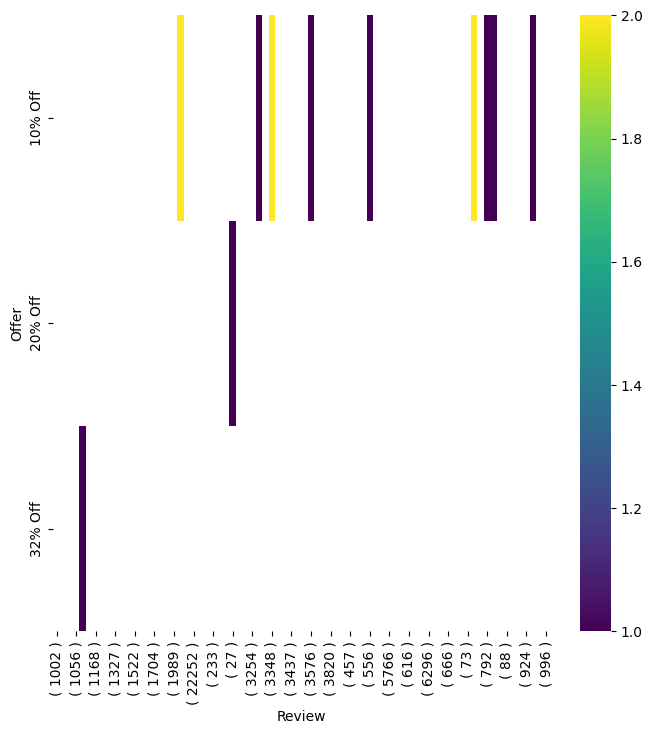 10% Off
20% Off
32% Off
Offer
( 1002 )
( 1056 )
( 1168 )
( 1327 )
( 1522 )
( 1704 )
( 1989 )
( 22252 )
( 233 )
( 27 )
( 3254 )
( 3348 )
( 3437 )
( 3576 )
( 3820 )
( 457 )
( 556 )
( 5766 )
( 616 )
( 6296 )
( 666 )
( 73 )
( 792 )
( 88 )
( 924 )
( 996 )
Review
2.0
1.8
1.6
1.4
1.2
1.0